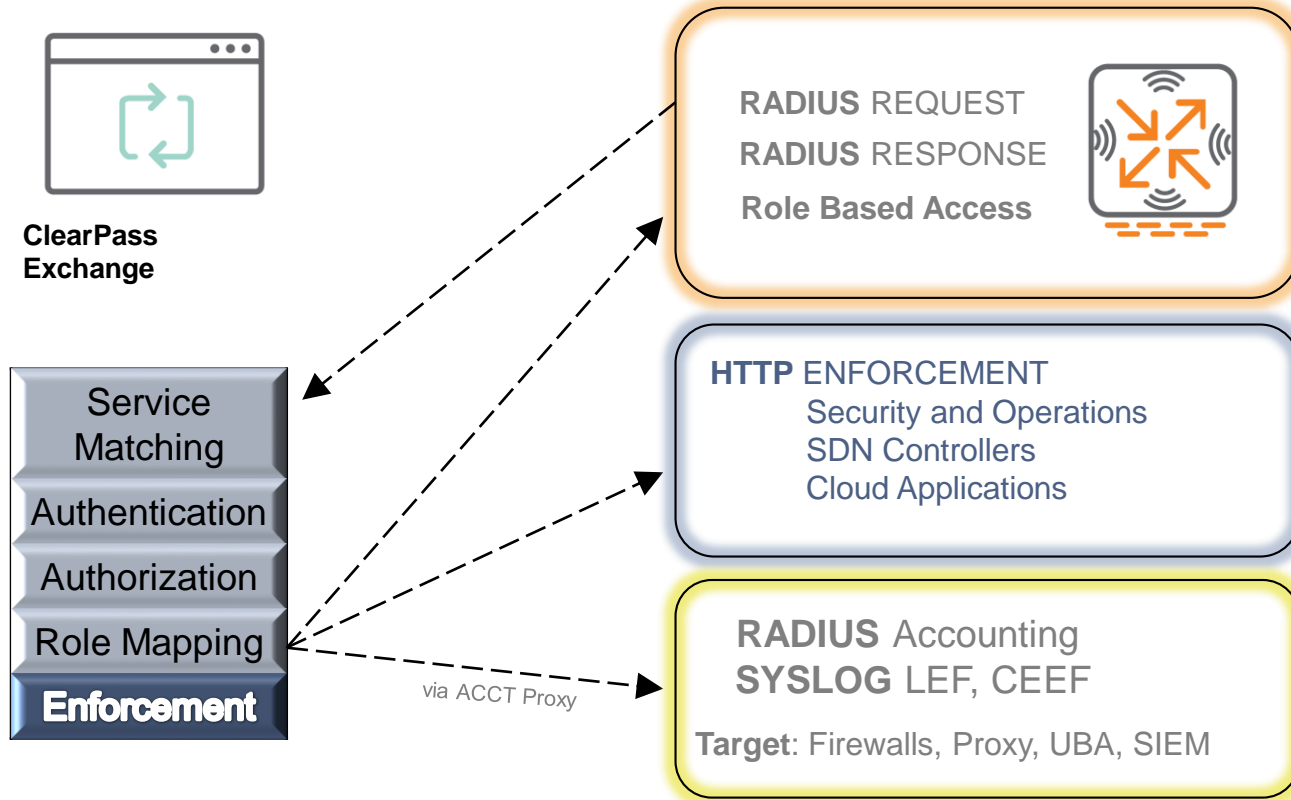 ClearPass
Exchange
Service
Matching
Authentication
Authorization
Role Mapping
Enforcement
via ACCT Proxy
RADIUS REQUEST
RADIUS RESPONSE
Role Based Access
HTTP ENFORCEMENT
Security and Operations
SDN Controllers
Cloud Applications
RADIUS Accounting
SYSLOG LEF, CEEF
Target: Firewalls, Proxy, UBA, SIEM